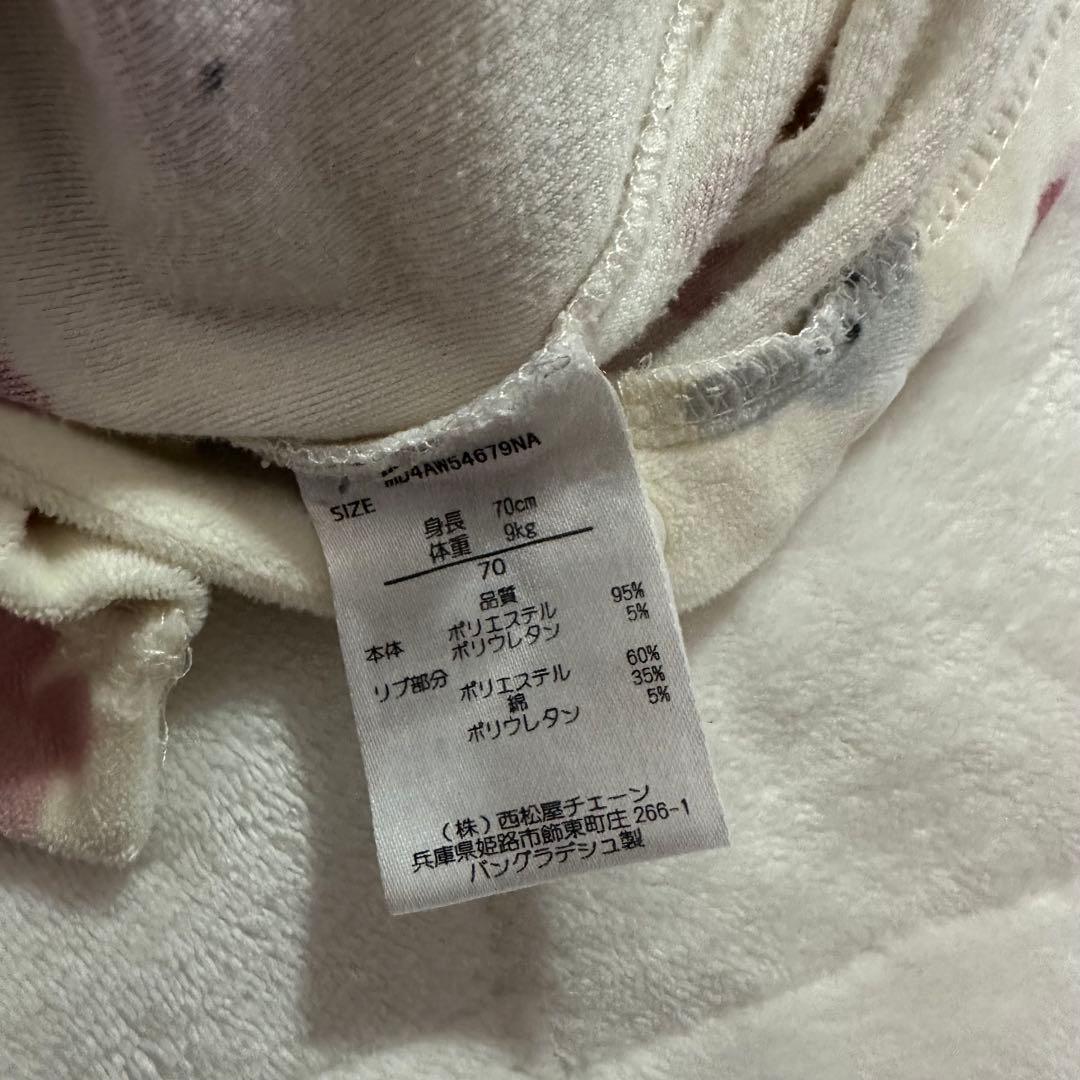 MJ4AW54679NA
SIZE
身長 70cm
体重 9kg
70
品質
本体 ポリエステル 95%
ポリウレタン 5%
リブ部分 ポリエステル 60%
綿 35%
ポリウレタン 5%
(株)西松屋チェーン
兵庫県姫路市飾東町庄 266-1
バングラデシュ製